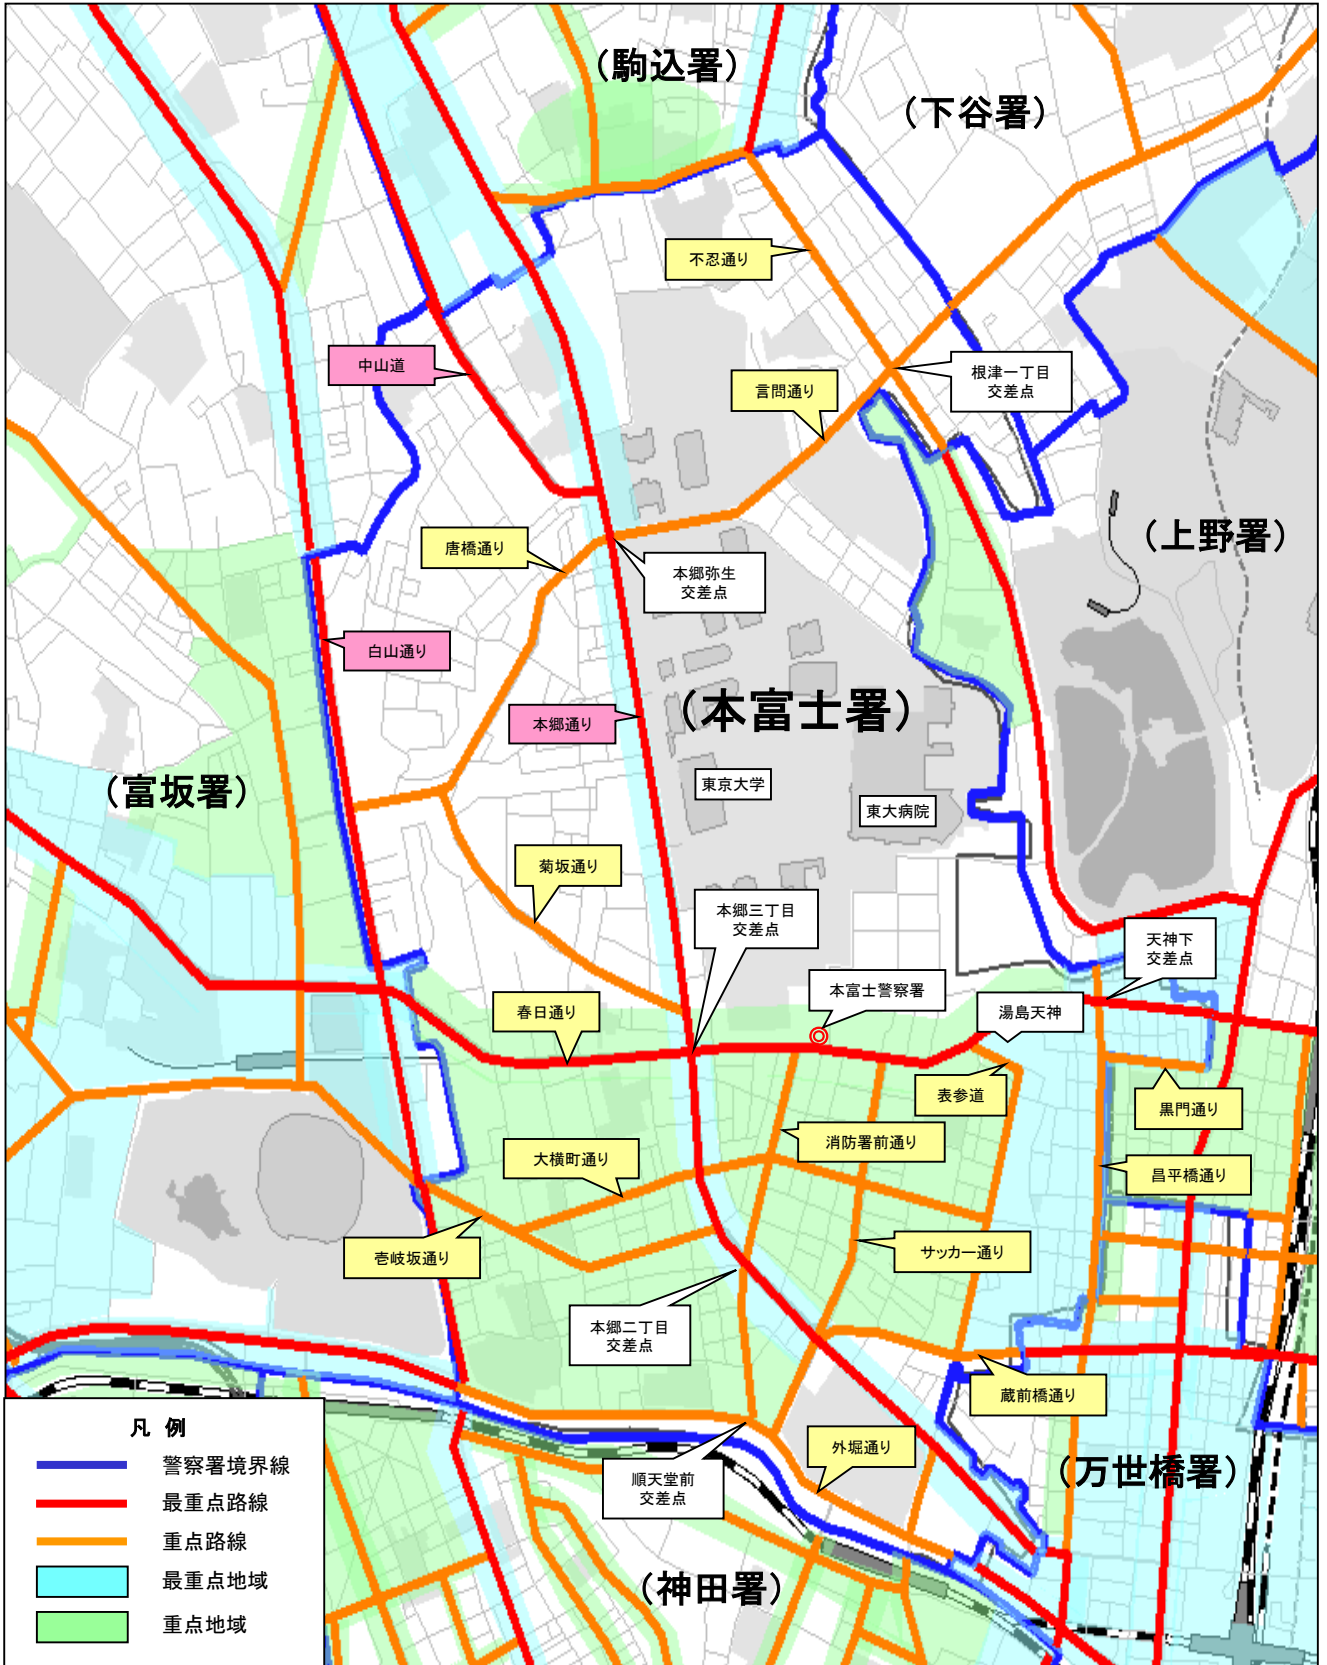 （駒込署）
（下谷署）
不忍通り
中山道
言問通り
根津一丁目
交差点
唐橋通り
本郷弥生
交差点
（上野署）
白山通り
本郷通り
（本富士署）
東京大学
東大病院
（富坂署）
菊坂通り
本郷三丁目
交差点
天神下
交差点
本富士警察署
春日通り
湯島天神
表参道
黒門通り
消防署前通り
大横町通り
昌平橋通り
壱岐坂通り
サッカー通り
本郷二丁目
交差点
蔵前橋通り
外堀通り
順天堂前
交差点
（万世橋署）
（神田署）
凡 例
警察署境界線
最重点路線
重点路線
最重点地域
重点地域